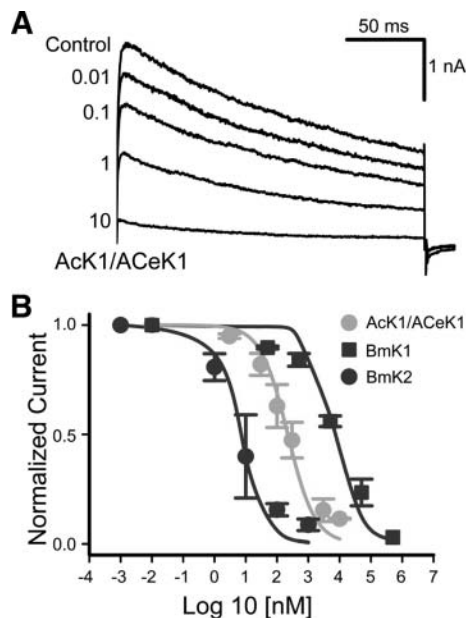 A
50 ms
1 nA
Control
0.01
0.1
1
10
AcK1/ACeK1
B
AcK1/ACeK1
BmK1
BmK2
Normalized Current
1.0
0.5
0.0
-4 -3 -2 -1 0 1 2 3 4 5 6 7
Log 10 [nM]